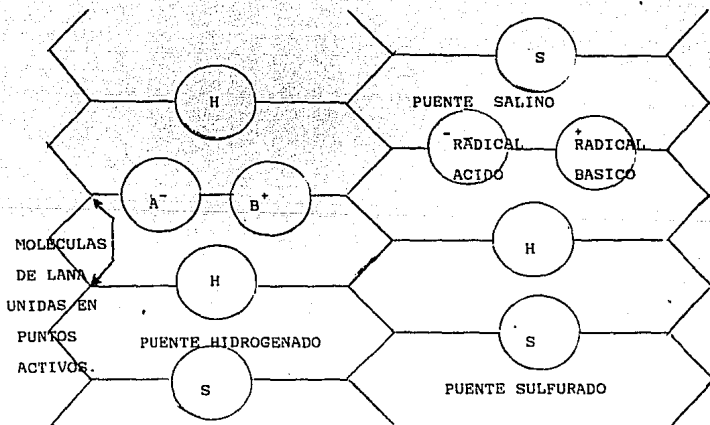 S
H
PUENTE SALINO
- RADICAL
ACIDO
+ RADICAL
BASICO
A-
B+
MOLECULAS
DE LANA
UNIDAS EN
PUNTOS
ACTIVOS.
H
H
PUENTE HIDROGENADO
S
S
PUENTE SULFURADO